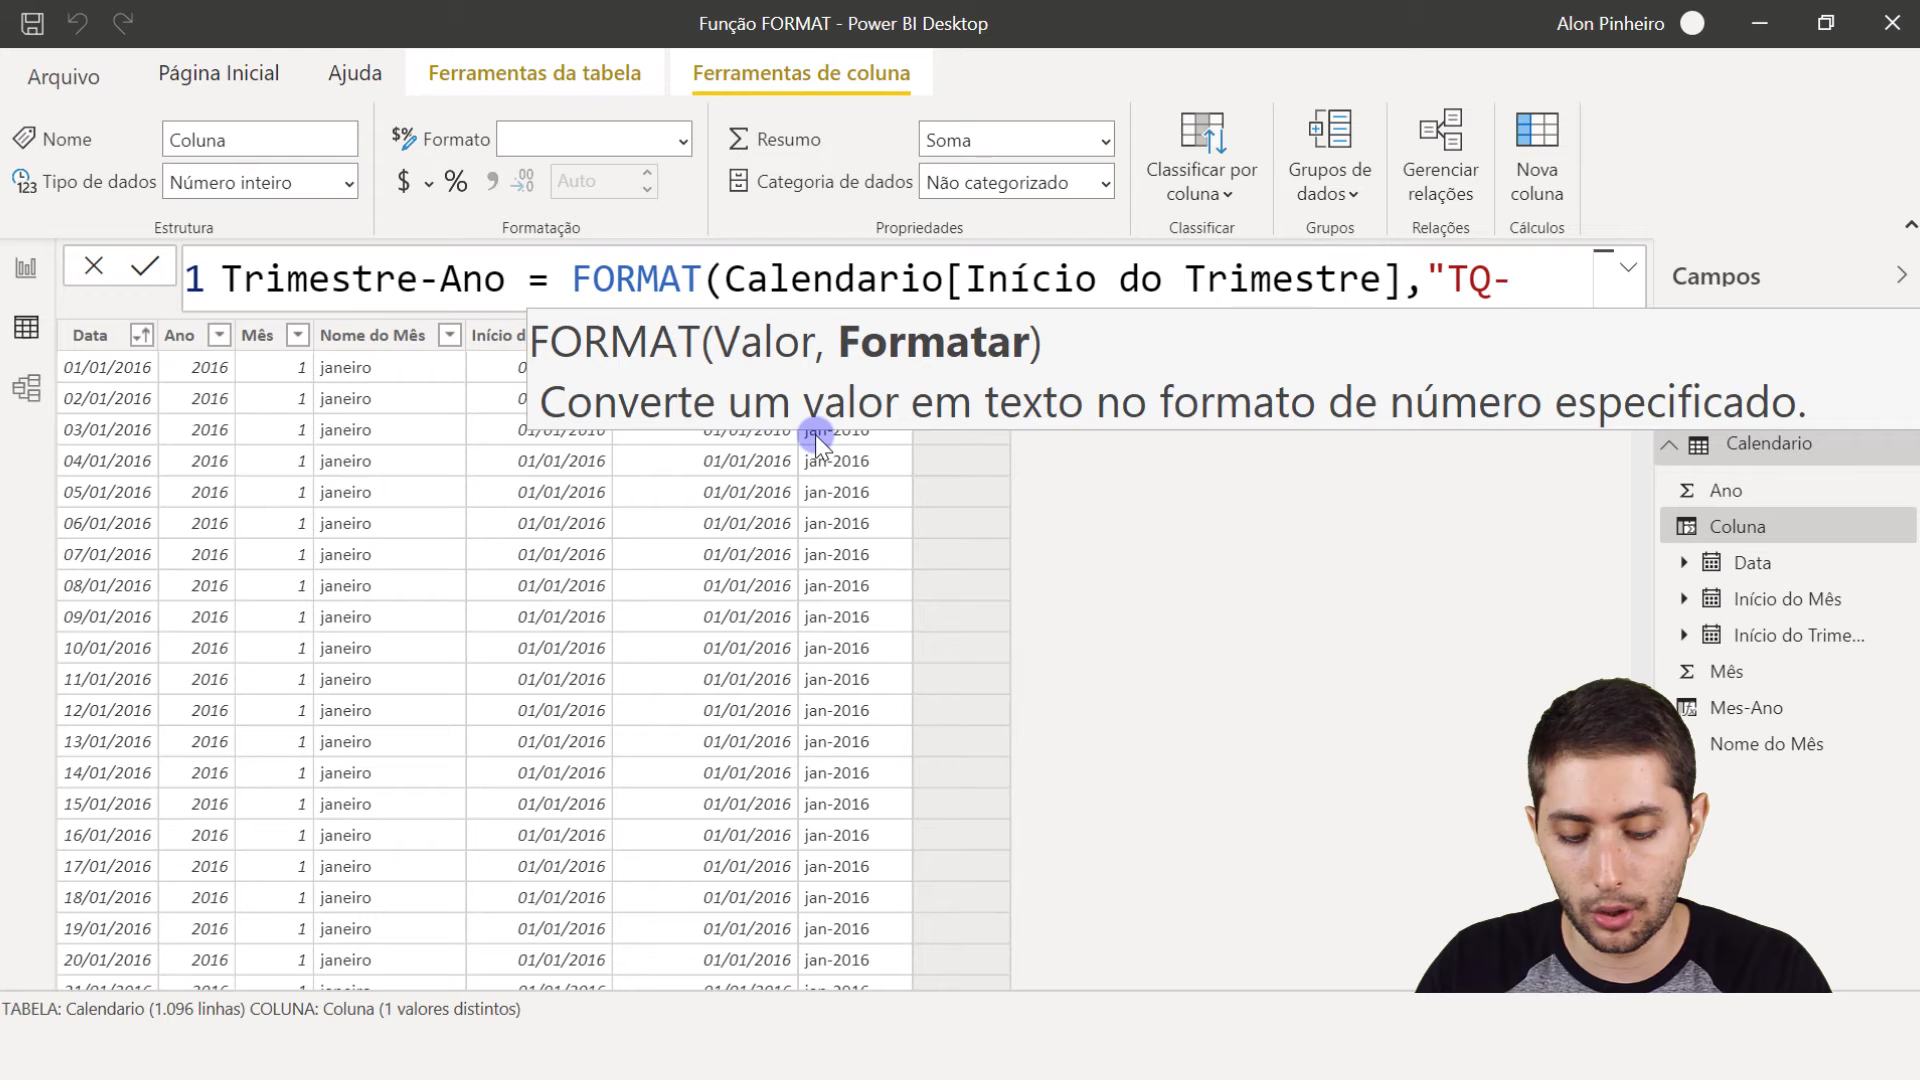 Função FORMAT - Power BI Desktop
Alon Pinheiro
Arquivo
Página Inicial
Ajuda
Ferramentas da tabela
Ferramentas de coluna
Nome
Coluna
Tipo de dados
Número inteiro
Estrutura
Formato
$ % 9 .00
Auto
Formatação
Resumo
Soma
Categoria de dados
Não categorizado
Propriedades
Classificar por
coluna
Classificar
Grupos de
dados
Grupos
Gerenciar
relações
Relações
Nova
coluna
Cálculos
1 Trimestre-Ano = FORMAT(Calendario[Início do Trimestre],"TQ-
FORMAT(Valor, Formatar)
Converte um valor em texto no formato de número especificado.
Data Ano Mês Nome do Mês Início d
01/01/2016 2016 1 janeiro 0
02/01/2016 2016 1 janeiro 0
03/01/2016 2016 1 janeiro 01/01/2016 01/01/2016 jan-2016
04/01/2016 2016 1 janeiro 01/01/2016 01/01/2016 jan-2016
05/01/2016 2016 1 janeiro 01/01/2016 01/01/2016 jan-2016
06/01/2016 2016 1 janeiro 01/01/2016 01/01/2016 jan-2016
07/01/2016 2016 1 janeiro 01/01/2016 01/01/2016 jan-2016
08/01/2016 2016 1 janeiro 01/01/2016 01/01/2016 jan-2016
09/01/2016 2016 1 janeiro 01/01/2016 01/01/2016 jan-2016
10/01/2016 2016 1 janeiro 01/01/2016 01/01/2016 jan-2016
11/01/2016 2016 1 janeiro 01/01/2016 01/01/2016 jan-2016
12/01/2016 2016 1 janeiro 01/01/2016 01/01/2016 jan-2016
13/01/2016 2016 1 janeiro 01/01/2016 01/01/2016 jan-2016
14/01/2016 2016 1 janeiro 01/01/2016 01/01/2016 jan-2016
15/01/2016 2016 1 janeiro 01/01/2016 01/01/2016 jan-2016
16/01/2016 2016 1 janeiro 01/01/2016 01/01/2016 jan-2016
17/01/2016 2016 1 janeiro 01/01/2016 01/01/2016 jan-2016
18/01/2016 2016 1 janeiro 01/01/2016 01/01/2016 jan-2016
19/01/2016 2016 1 janeiro 01/01/2016 01/01/2016 jan-2016
20/01/2016 2016 1 janeiro 01/01/2016 01/01/2016 jan-2016
Campos
Calendario
Ano
Coluna
Data
Início do Mês
Início do Trime...
Mês
Mes-Ano
Nome do Mês
TABELA: Calendario (1.096 linhas) COLUNA: Coluna (1 valores distintos)